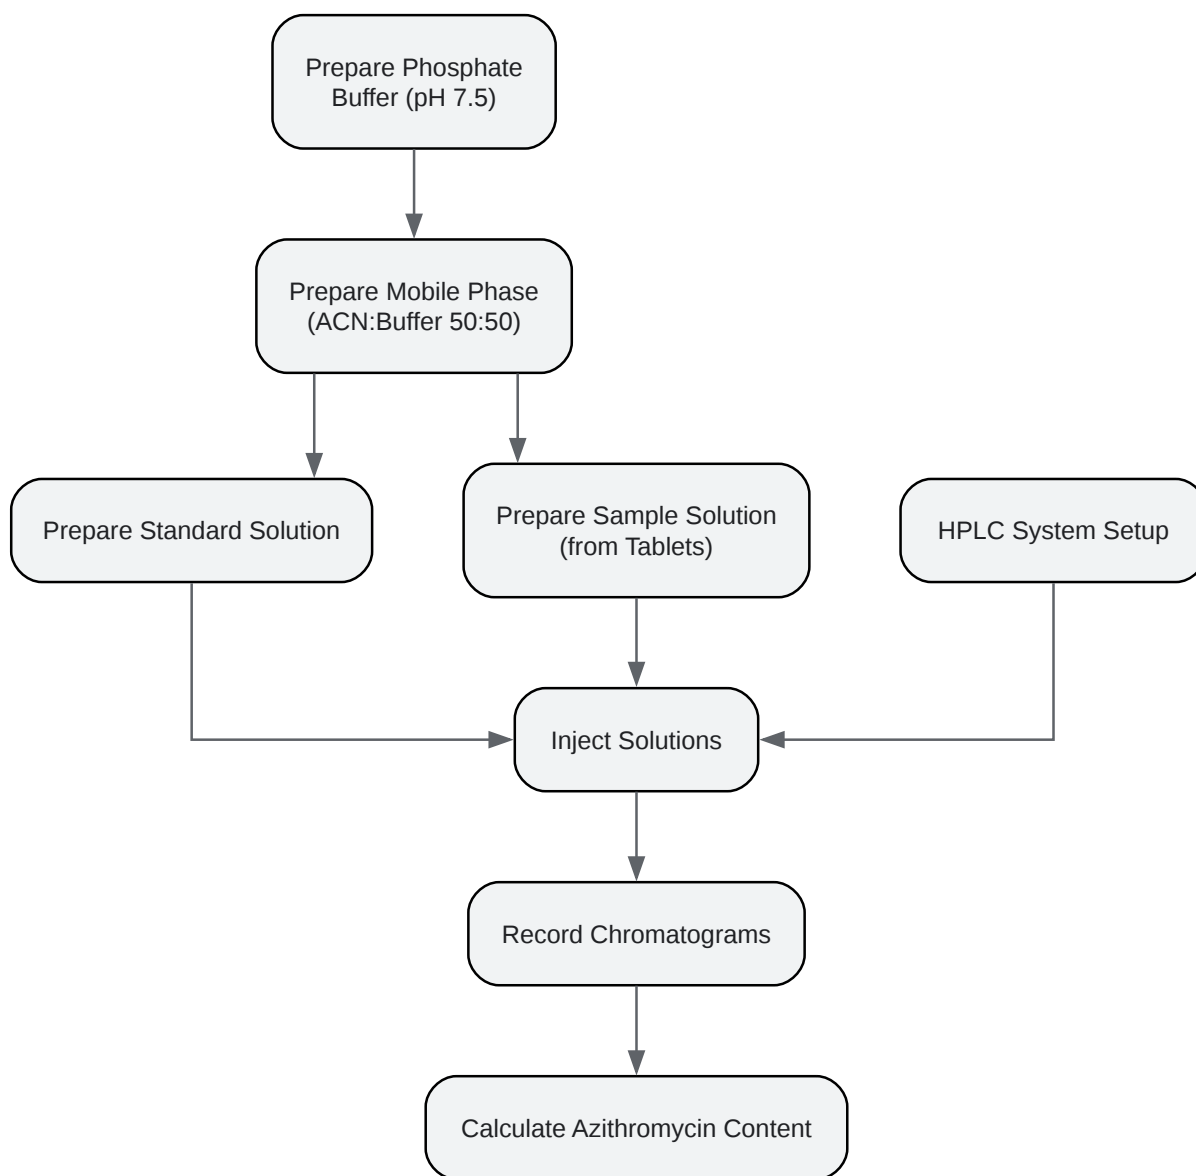 Prepare Phosphate
Buffer (pH 7.5)
Prepare Mobile Phase
(ACN:Buffer 50:50)
Prepare Standard Solution
Prepare Sample Solution
(from Tablets)
HPLC System Setup
Inject Solutions
Record Chromatograms
Calculate Azithromycin Content